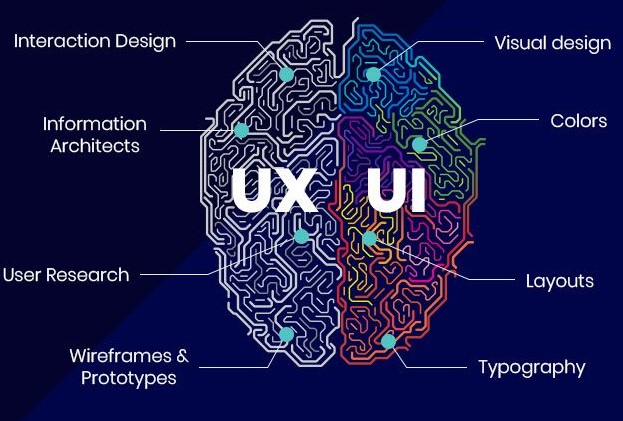 Interaction Design
Visual design
Information
Architects
Colors
UX UI
User Research
Layouts
Wireframes &
Prototypes
Typography